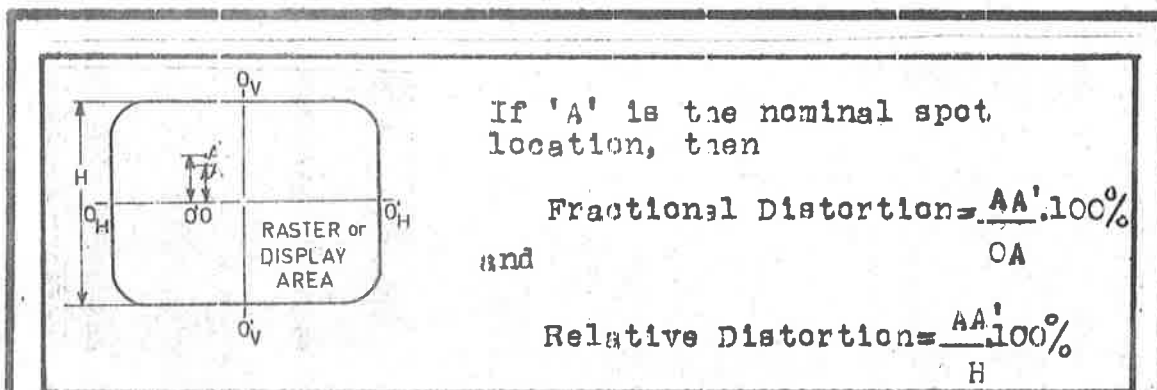 O_V
H
A'
A
O_H
O'O
O'_H
RASTER or
DISPLAY
AREA
O'_V
If 'A' is the nominal spot
location, then
Fractional Distortion=AA'.100%
OA
and
Relative Distortion=AA'.100%
H